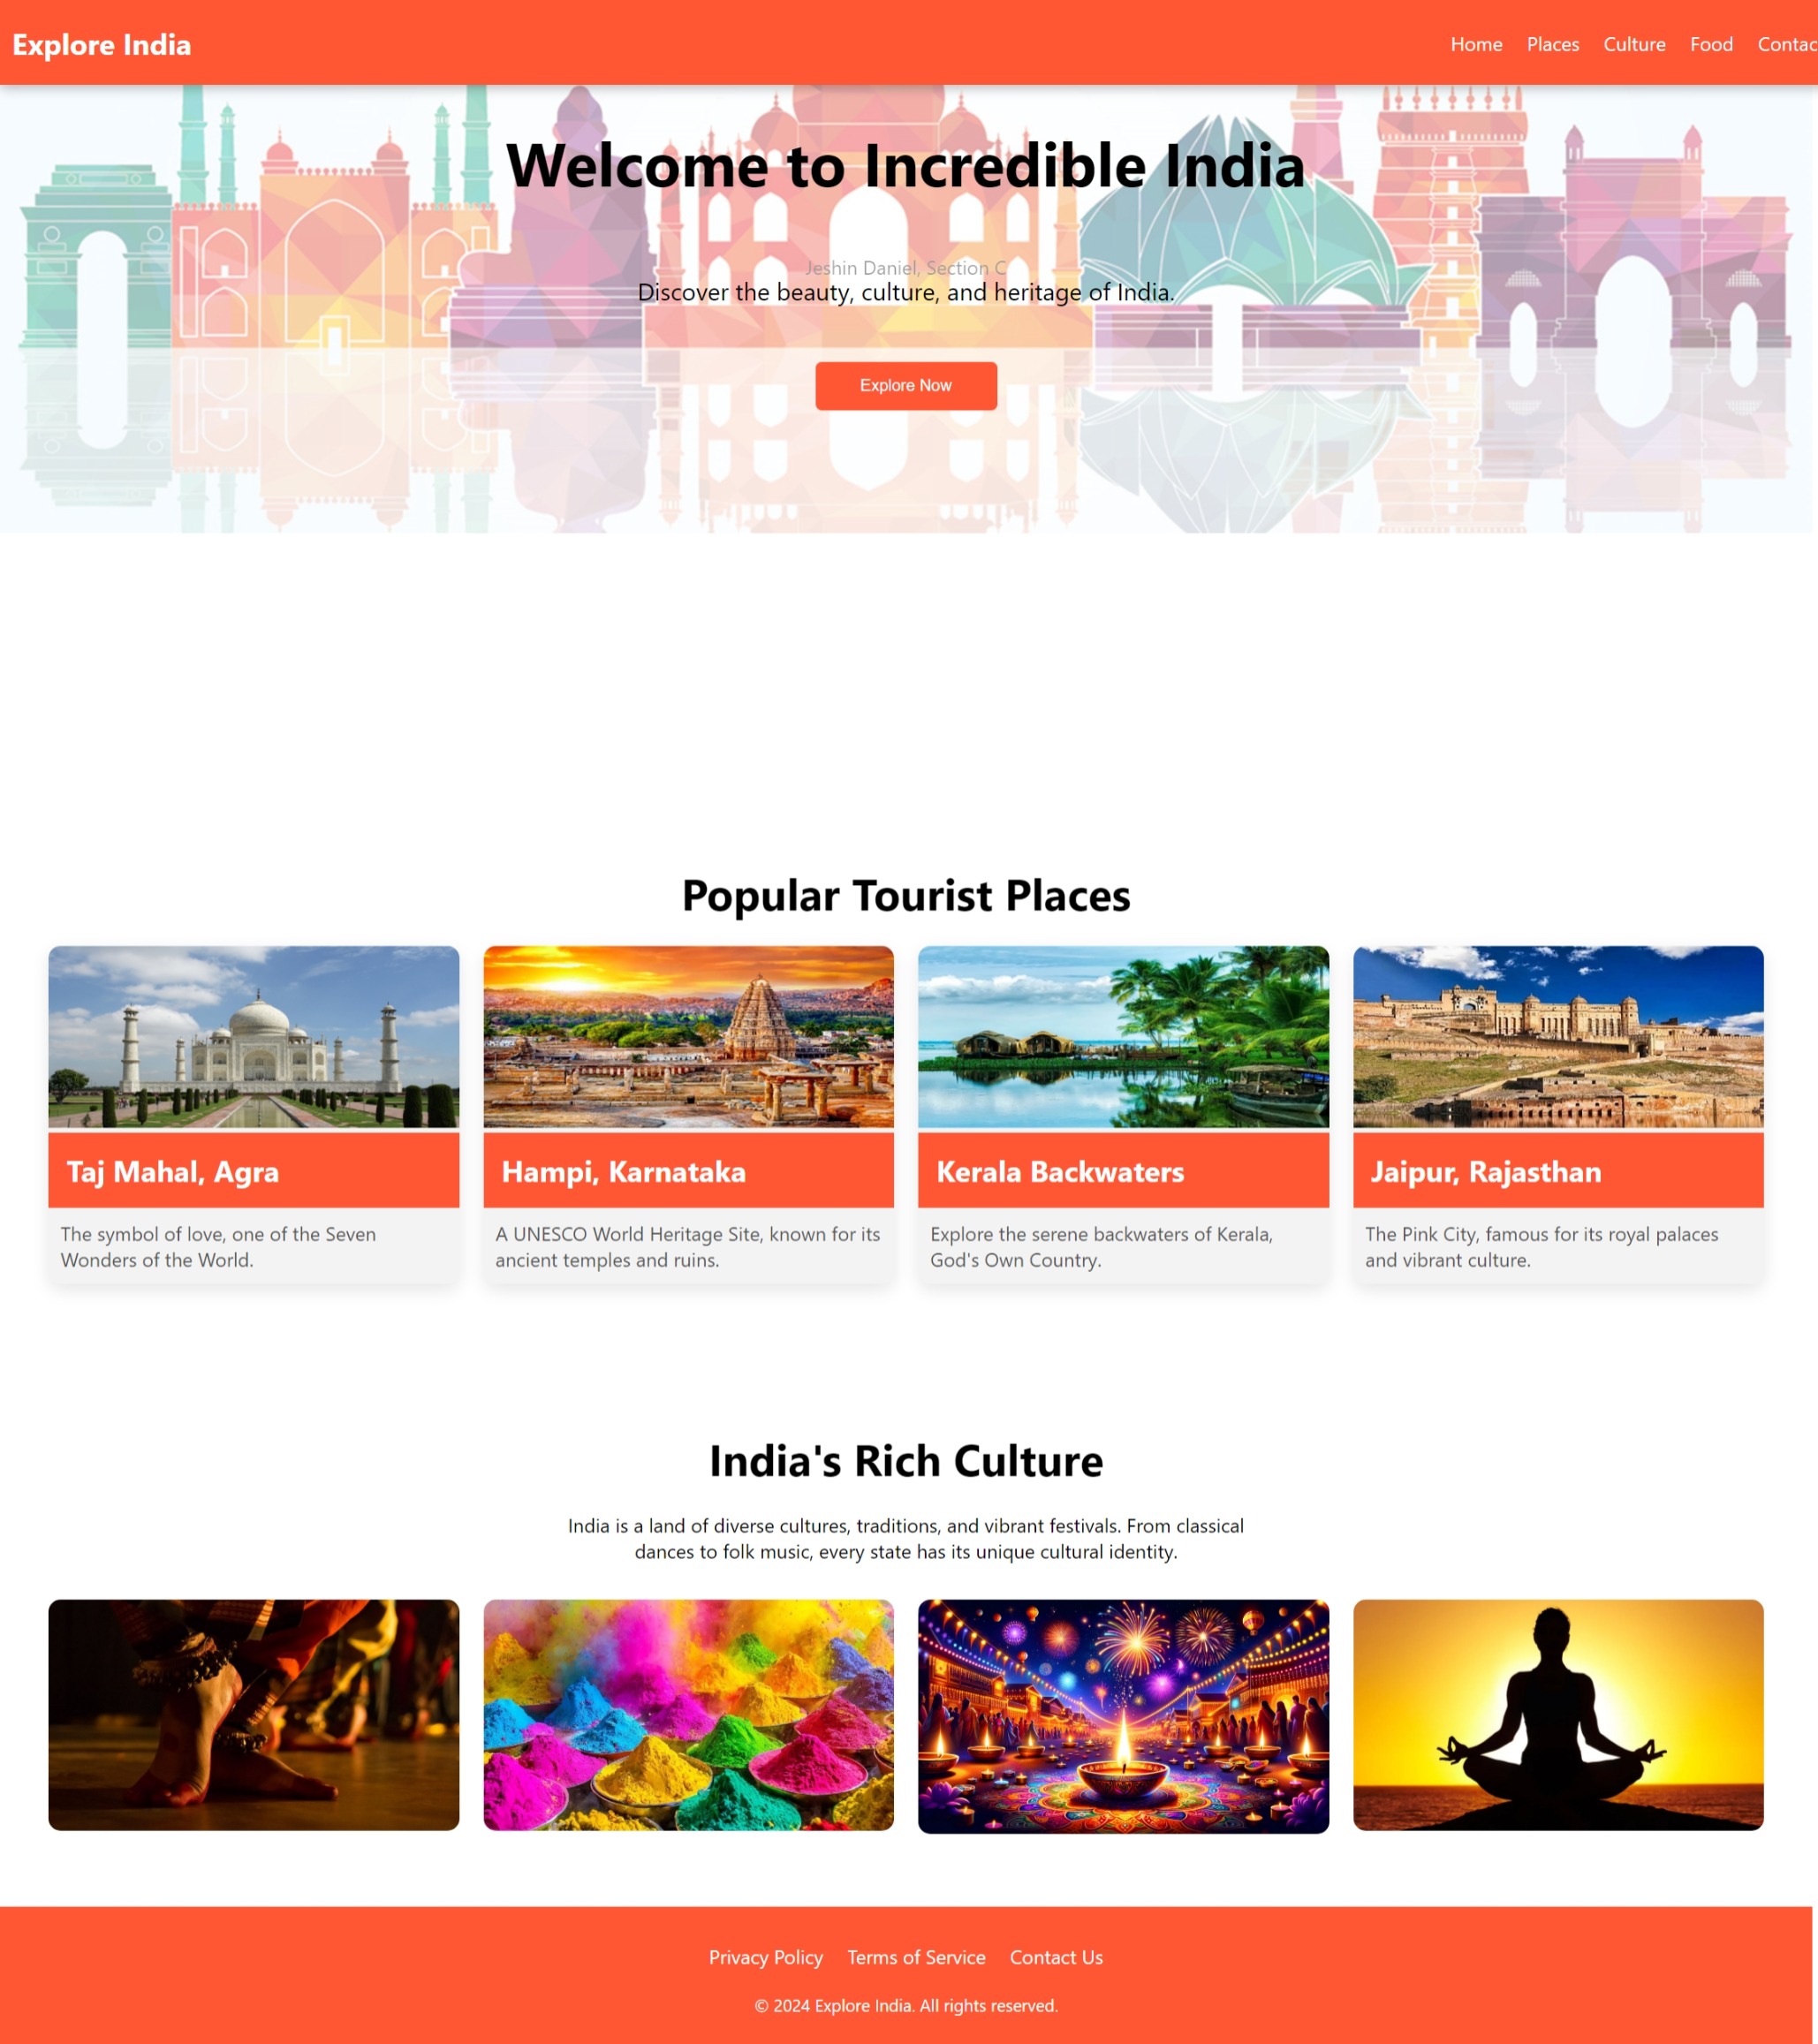 Explore India
Home Places Culture Food Contac
Welcome to Incredible India
Jeshin Daniel, Section C
Discover the beauty, culture, and heritage of India.
Explore Now
Popular Tourist Places
Taj Mahal, Agra
The symbol of love, one of the Seven
Wonders of the World.
Hampi, Karnataka
A UNESCO World Heritage Site, known for its
ancient temples and ruins.
Kerala Backwaters
Explore the serene backwaters of Kerala,
God's Own Country.
Jaipur, Rajasthan
The Pink City, famous for its royal palaces
and vibrant culture.
India's Rich Culture
India is a land of diverse cultures, traditions, and vibrant festivals. From classical
dances to folk music, every state has its unique cultural identity.
Privacy Policy Terms of Service Contact Us
© 2024 Explore India. All rights reserved.